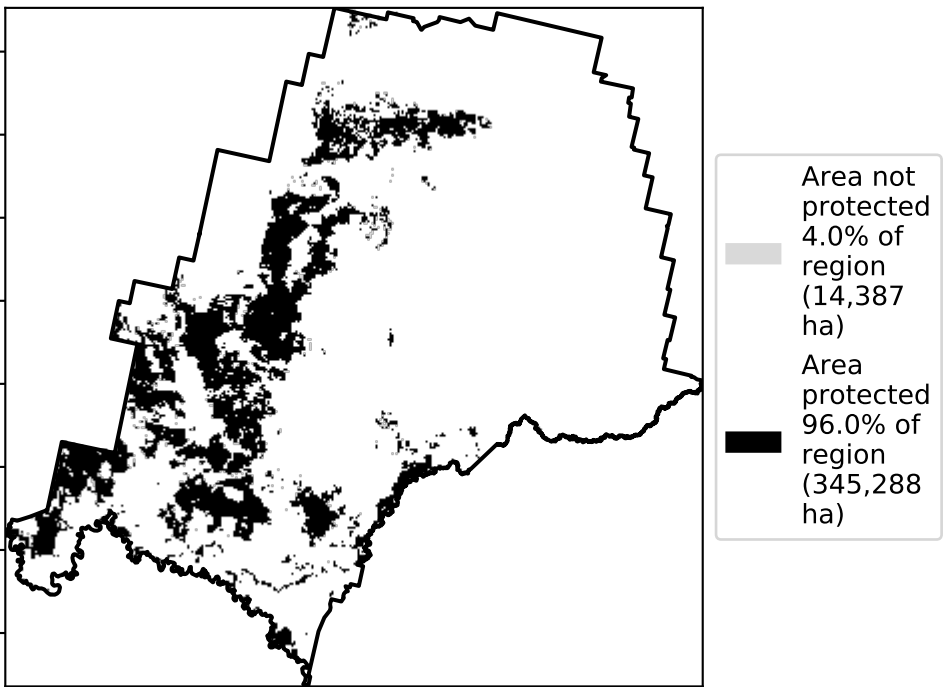 Area not
protected
4.0% of
region
(14,387
ha)
Area
protected
96.0% of
region
(345,288
ha)